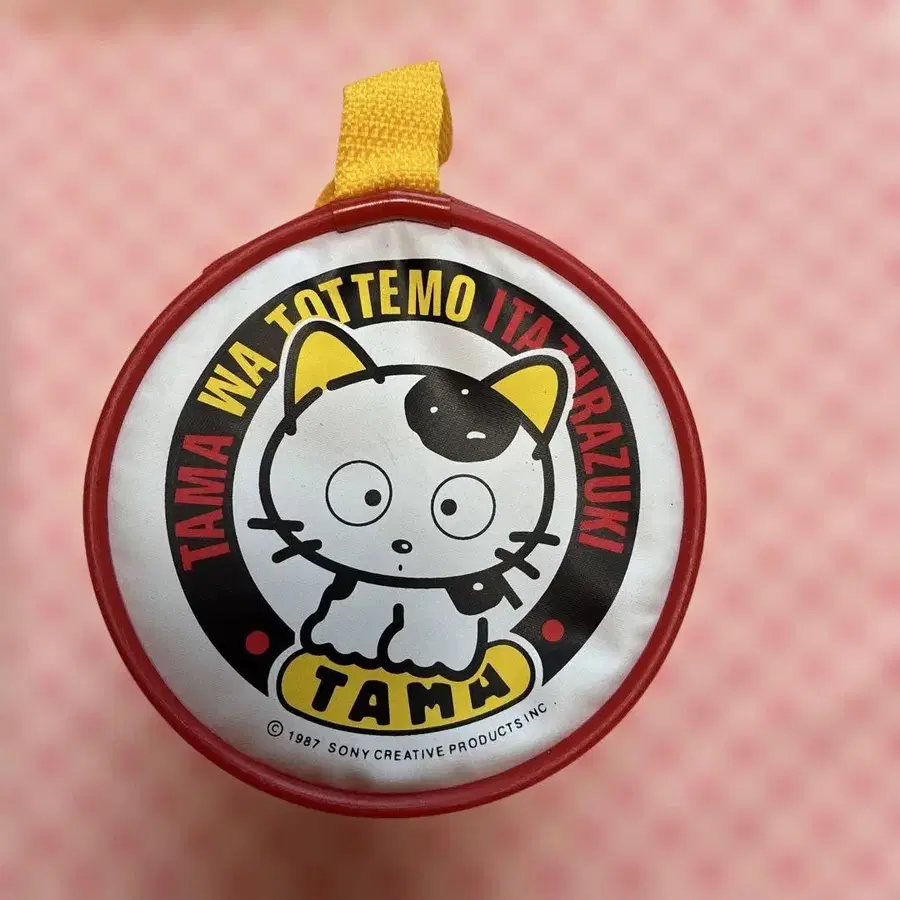 TAMA WA TOTTEMO ITAZURAZUKI
TAMA
© 1987 SONY CREATIVE PRODUCTS INC